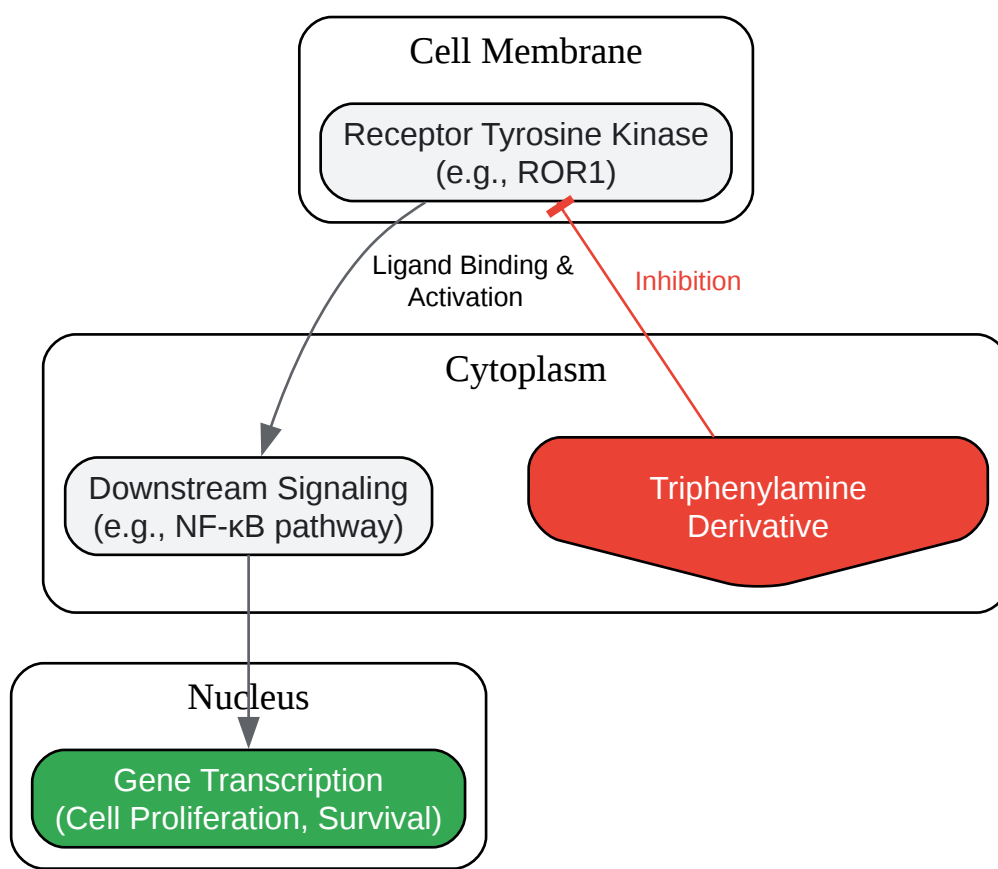 Cell Membrane
Receptor Tyrosine Kinase
(e.g., ROR1)
Ligand Binding &
Activation
Inhibition
Cytoplasm
Downstream Signaling
(e.g., NF-κB pathway)
Triphenylamine
Derivative
Nucleus
Gene Transcription
(Cell Proliferation, Survival)